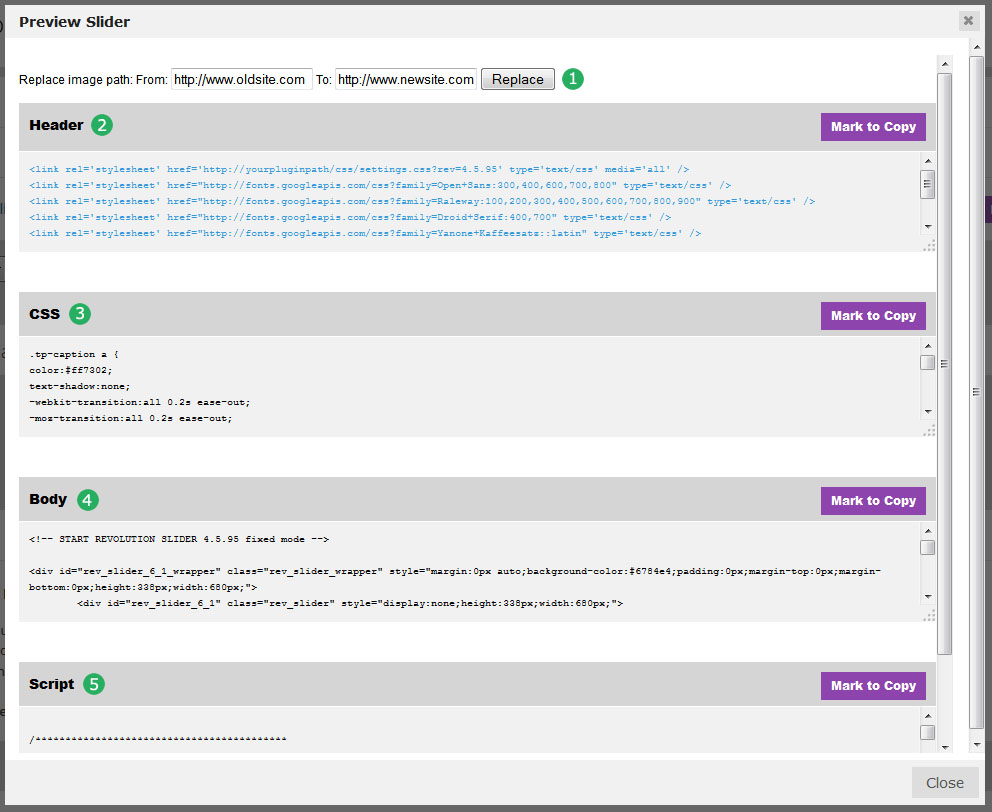 Preview Slider
Replace image path: From: http://www.oldsite.com To: http://www.newsite.com Replace 1
Header 2 Mark to Copy
<link rel='stylesheet' href='http://yourpluginpath/css/settings.css?rev=4.5.95' type='text/css' media='all' />
<link rel='stylesheet' href="http://fonts.googleapis.com/css?family=Open+Sans:300,400,600,700,800" type='text/css' />
<link rel='stylesheet' href="http://fonts.googleapis.com/css?family=Raleway:100,200,300,400,500,600,700,800,900" type='text/css' />
<link rel='stylesheet' href="http://fonts.googleapis.com/css?family=Droid+Serif:400,700" type='text/css' />
<link rel='stylesheet' href="http://fonts.googleapis.com/css?family=Yanone+Kaffeesatz::latin" type='text/css' />
CSS 3 Mark to Copy
.tp-caption a {
color:#ff7302;
text-shadow:none;
-webkit-transition:all 0.2s ease-out;
-moz-transition:all 0.2s ease-out;
Body 4 Mark to Copy
<!-- START REVOLUTION SLIDER 4.5.95 fixed mode -->
<div id="rev_slider_6_1_wrapper" class="rev_slider_wrapper" style="margin:0px auto;background-color:#6784e4;padding:0px;margin-top:0px;margin-
bottom:0px;height:338px;width:680px;">
<div id="rev_slider_6_1" class="rev_slider" style="display:none;height:338px;width:680px;">
Script 5 Mark to Copy
/******************************************
Close